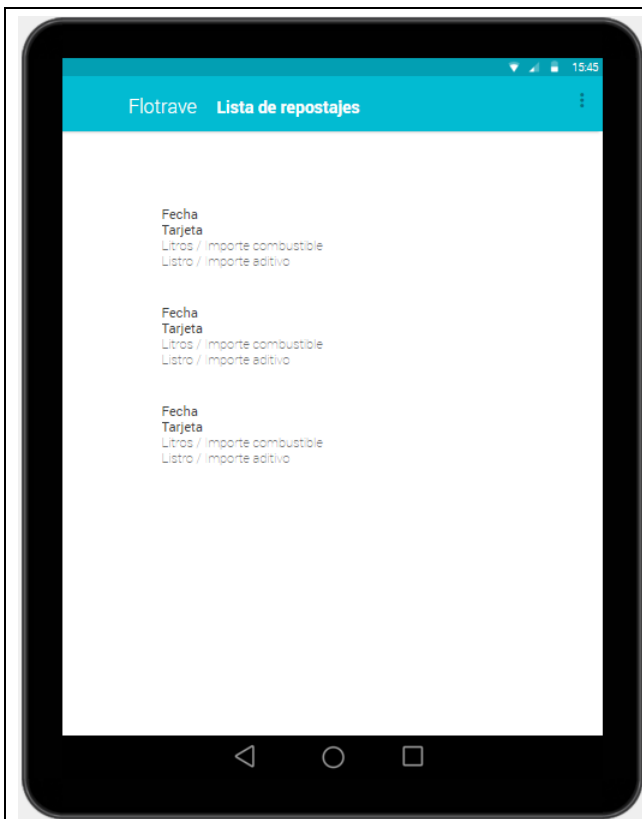 15:45
Flotrave Lista de repostajes
Fecha
Tarjeta
Litros / Importe combustible
Listro / Importe aditivo
Fecha
Tarjeta
Litros / Importe combustible
Listro / Importe aditivo
Fecha
Tarjeta
Litros / Importe combustible
Listro / Importe aditivo